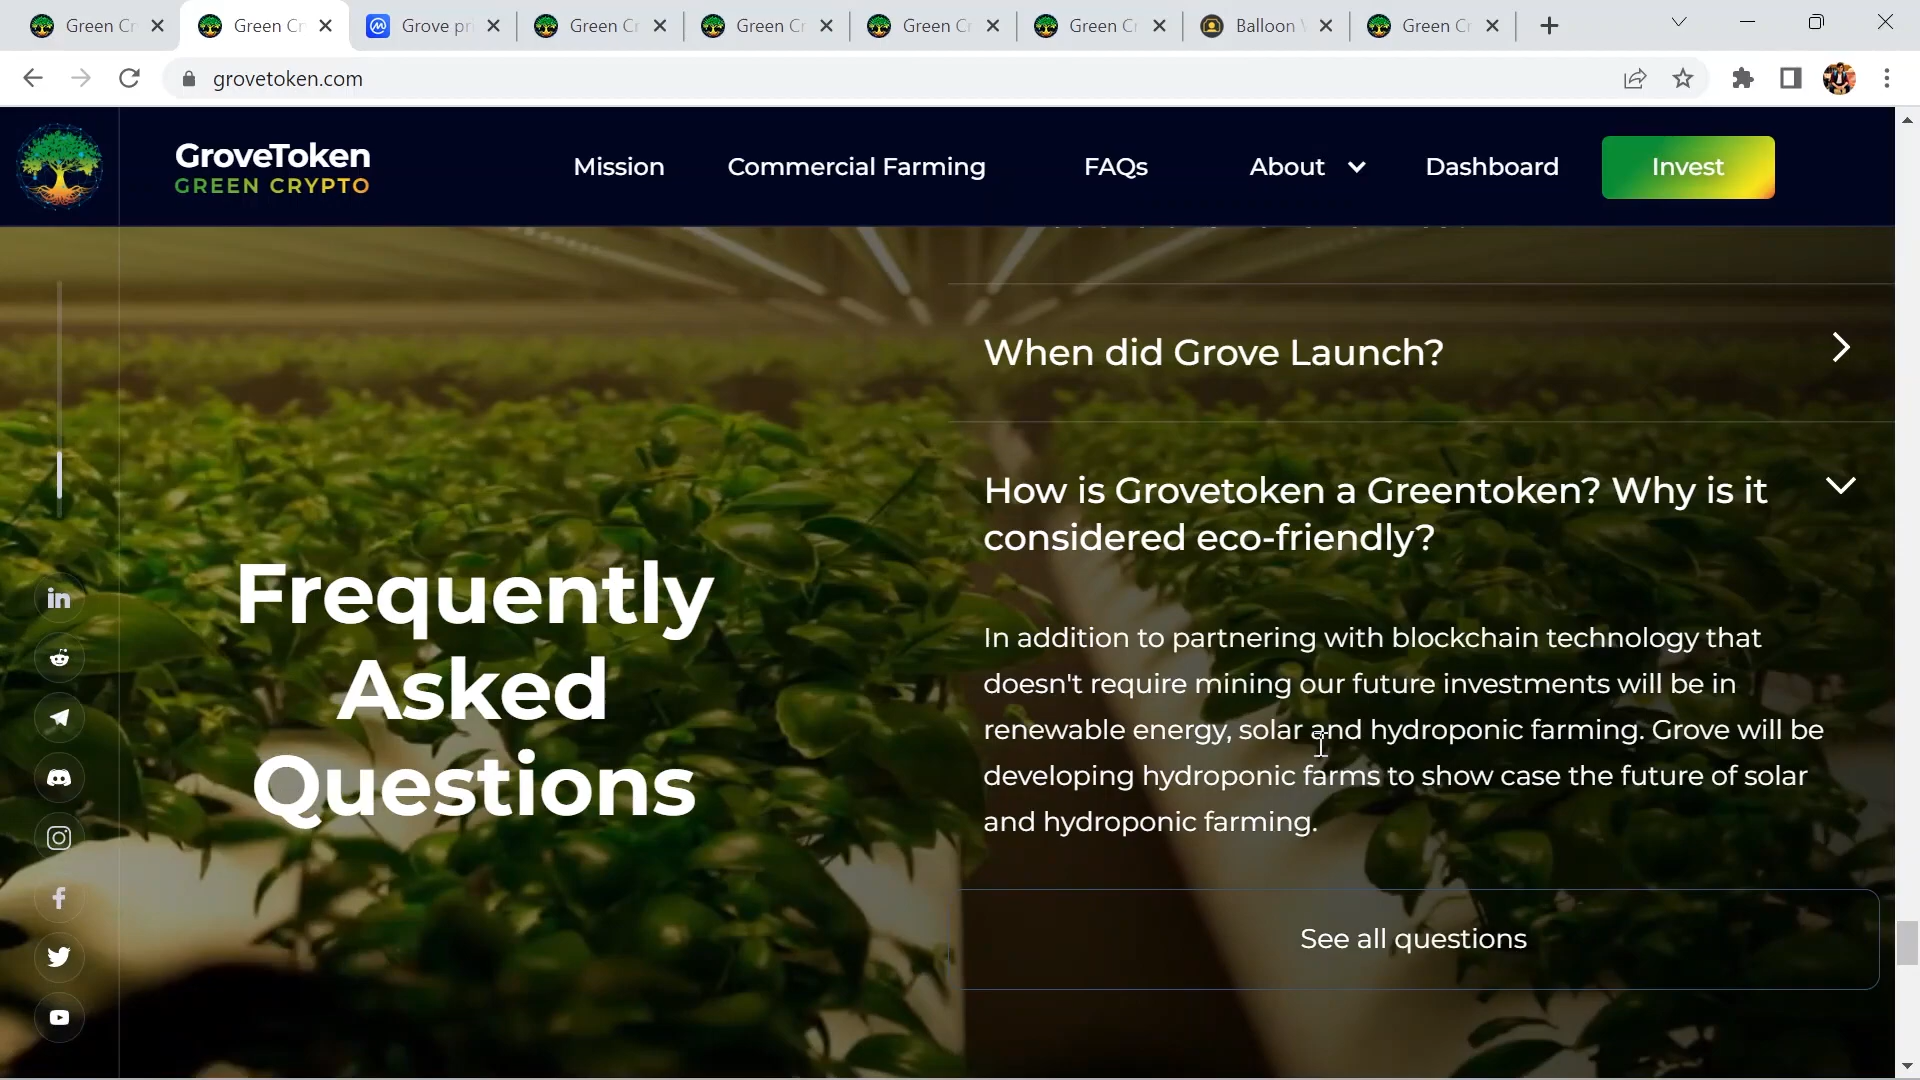 Green Cr
Green Cr
Grove pri
Green Cr
Green Cr
Green Cr
Green Cr
Balloon
Green Cr
grovetoken.com
GroveToken
GREEN CRYPTO
Mission
Commercial Farming
FAQs
About
Dashboard
Invest
When did Grove Launch?
How is Grovetoken a Greentoken? Why is it
considered eco-friendly?
Frequently
Asked
Questions
In addition to partnering with blockchain technology that
doesn't require mining our future investments will be in
renewable energy, solar and hydroponic farming. Grove will be
developing hydroponic farms to show case the future of solar
and hydroponic farming.
See all questions